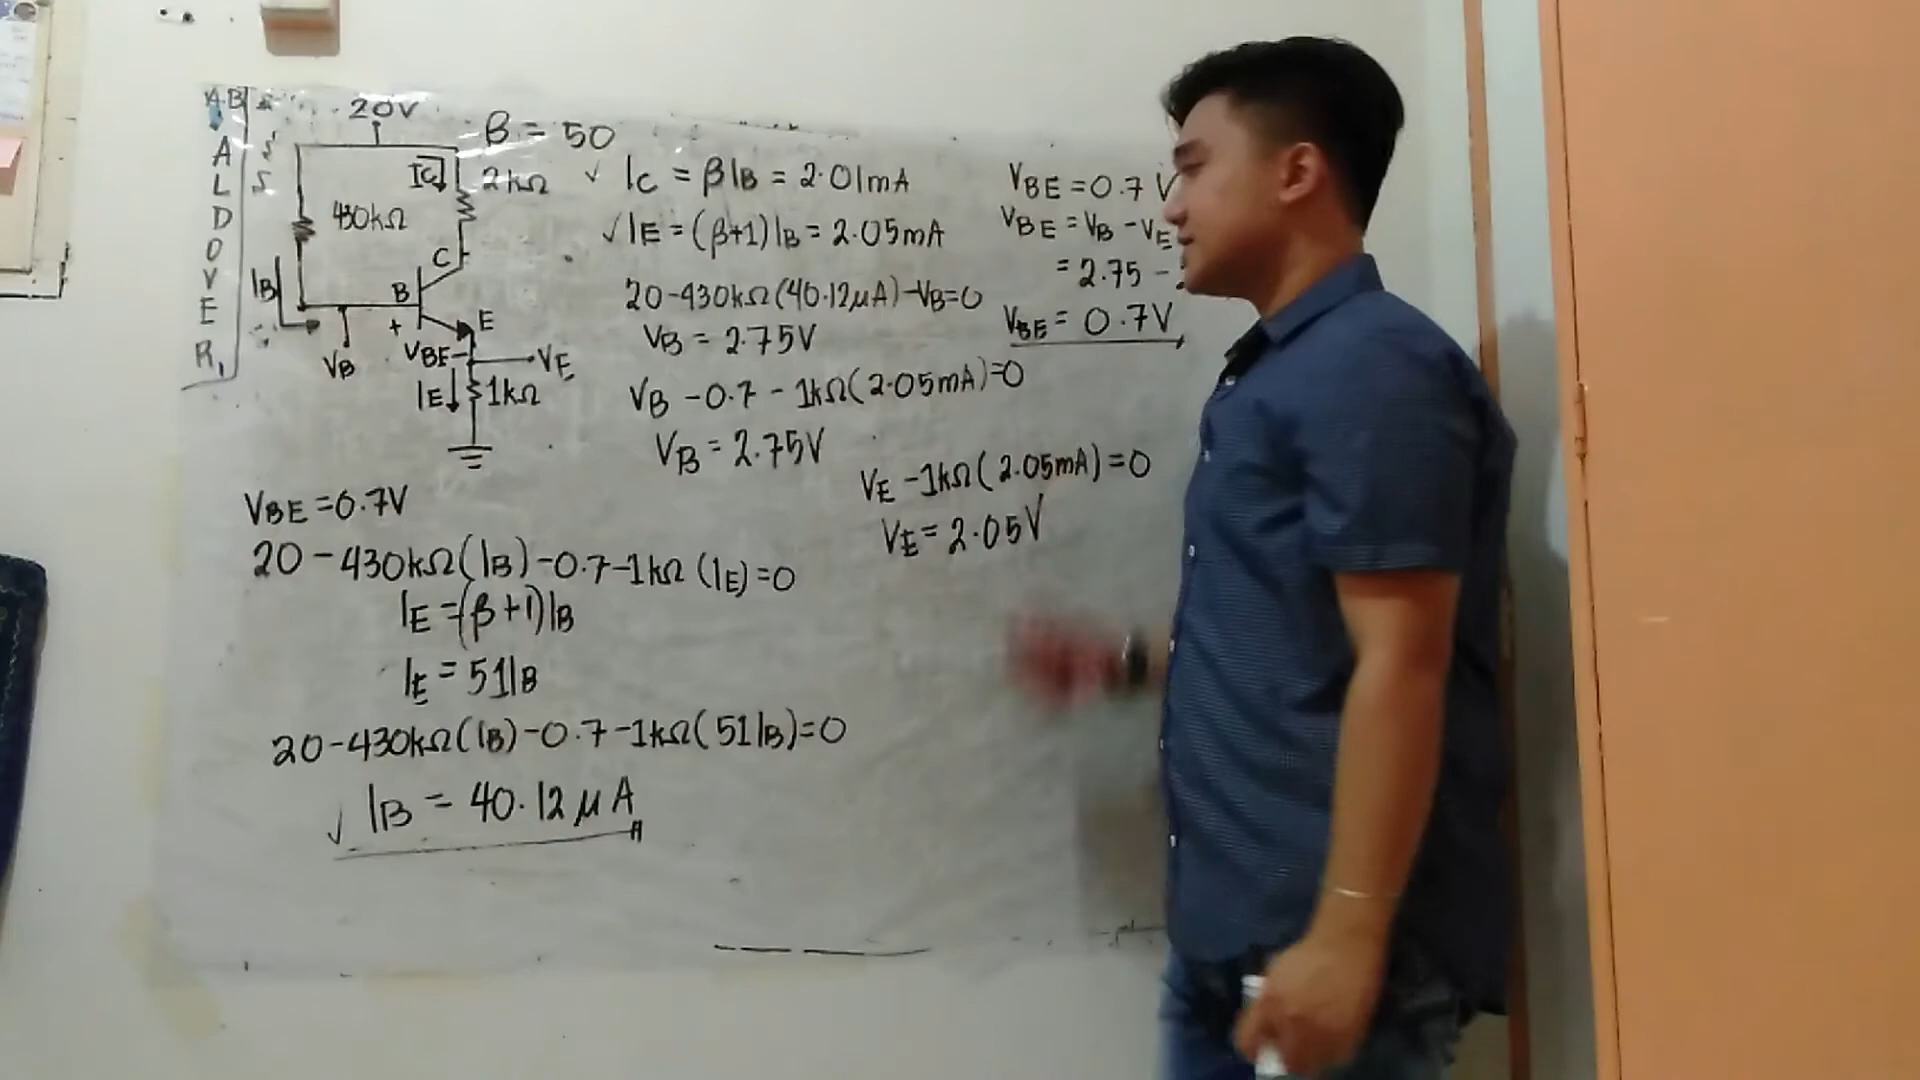 A.B
A
L
D
O
V
E
R,
20V
β = 50
IC
2kΩ
430kΩ
C
IB
B
+
E
VB
VBE
VE
IE
1kΩ
VBE = 0.7V
20 - 430kΩ(IB) - 0.7 - 1kΩ (IE) = 0
IE = (β+1)IB
IE = 51IB
20 - 430kΩ(IB) - 0.7 - 1kΩ(51IB) = 0
√ IB = 40.12 μA
√ IC = βIB = 2.01mA
√ IE = (β+1)IB = 2.05mA
20 - 430kΩ(40.12μA) - VB = 0
VB = 2.75V
VB - 0.7 - 1kΩ(2.05mA) = 0
VB = 2.75V
VE - 1kΩ(2.05mA) = 0
VE = 2.05V
VBE = 0.7 V
VBE = VB - VE
= 2.75 -
VBE = 0.7V